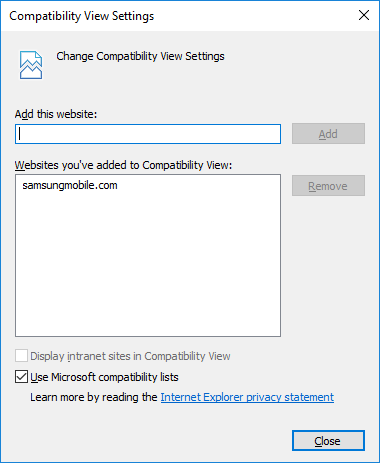 Compatibility View Settings
Change Compatibility View Settings
Add this website:
Add
Websites you've added to Compatibility View:
samsungmobile.com
Remove
Display intranet sites in Compatibility View
Use Microsoft compatibility lists
Learn more by reading the Internet Explorer privacy statement
Close